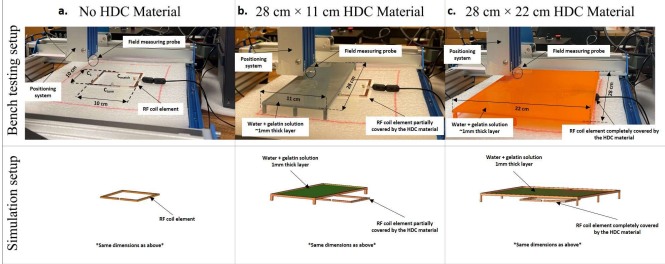 a. No HDC Material
b. 28 cm × 11 cm HDC Material
c. 28 cm × 22 cm HDC Material
Bench testing setup
Field measuring probe
Positioning
system
10 cm
10 cm
RF coil element
Field measuring probe
Positioning
system
28 cm
11 cm
Water + gelatin solution
~1mm thick layer
RF coil element partially
covered by the HDC material
Field measuring probe
Positioning
system
28 cm
22 cm
Water + gelatin solution
~1mm thick layer
RF coil element completely
covered by the HDC material
Simulation setup
RF coil element
*Same dimensions as above*
Water + gelatin solution
1mm thick layer
RF coil element partially
covered by the HDC material
*Same dimensions as above*
Water + gelatin solution
1mm thick layer
RF coil element completely
covered by the HDC material
*Same dimensions as above*